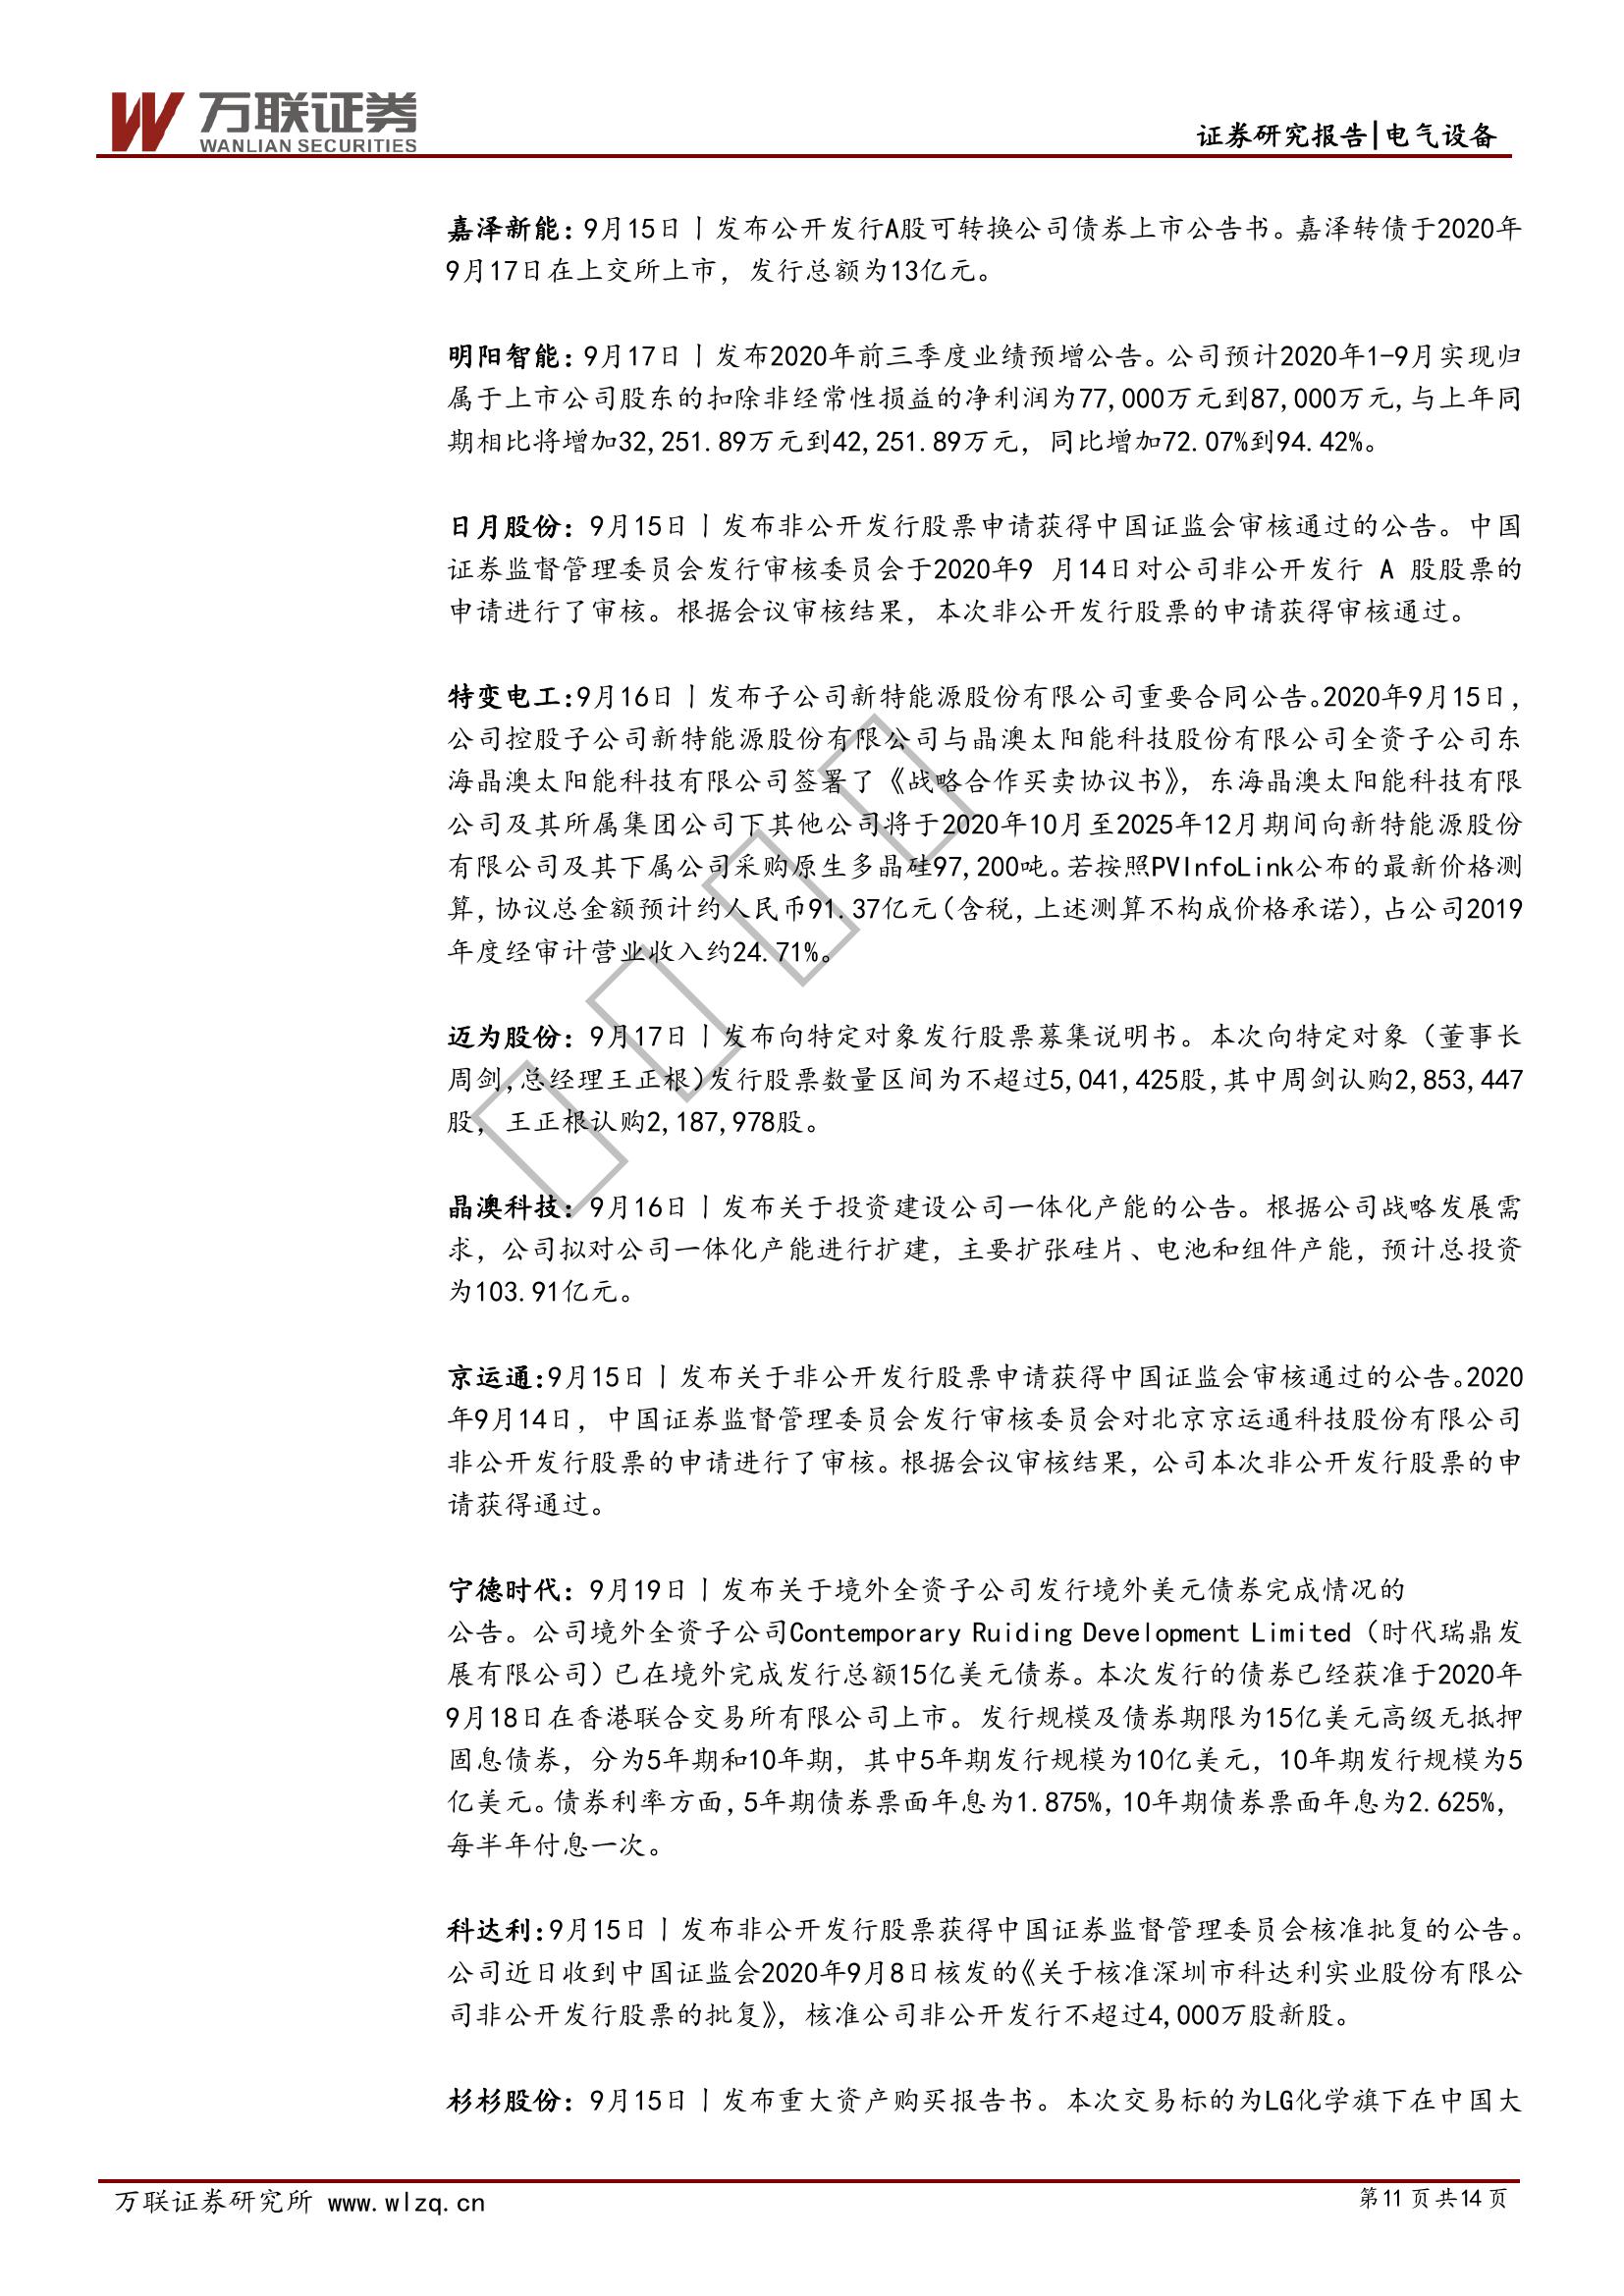 万联证券
WANLIAN SECURITIES
证券研究报告|电气设备
嘉泽新能：9月15日丨发布公开发行A股可转换公司债券上市公告书。嘉泽转债于2020年
9月17日在上交所上市，发行总额为13亿元。
明阳智能：9月17日丨发布2020年前三季度业绩预增公告。公司预计2020年1-9月实现归
属于上市公司股东的扣除非经常性损益的净利润为77,000万元到87,000万元,与上年同
期相比将增加32,251.89万元到42,251.89万元，同比增加72.07%到94.42%。
日月股份：9月15日丨发布非公开发行股票申请获得中国证监会审核通过的公告。中国
证券监督管理委员会发行审核委员会于2020年9 月14日对公司非公开发行 A 股股票的
申请进行了审核。根据会议审核结果，本次非公开发行股票的申请获得审核通过。
特变电工：9月16日丨发布子公司新特能源股份有限公司重要合同公告。2020年9月15日，
公司控股子公司新特能源股份有限公司与晶澳太阳能科技股份有限公司全资子公司东
海晶澳太阳能科技有限公司签署了《战略合作买卖协议书》，东海晶澳太阳能科技有限
公司及其所属集团公司下其他公司将于2020年10月至2025年12月期间向新特能源股份
有限公司及其下属公司采购原生多晶硅97,200吨。若按照PVInfoLink公布的最新价格测
算，协议总金额预计约人民币91.37亿元（含税，上述测算不构成价格承诺），占公司2019
年度经审计营业收入约24.71%。
迈为股份：9月17日丨发布向特定对象发行股票募集说明书。本次向特定对象（董事长
周剑,总经理王正根）发行股票数量区间为不超过5,041,425股,其中周剑认购2,853,447
股，王正根认购2,187,978股。
晶澳科技：9月16日丨发布关于投资建设公司一体化产能的公告。根据公司战略发展需
求，公司拟对公司一体化产能进行扩建，主要扩张硅片、电池和组件产能，预计总投资
为103.91亿元。
京运通：9月15日丨发布关于非公开发行股票申请获得中国证监会审核通过的公告。2020
年9月14日，中国证券监督管理委员会发行审核委员会对北京京运通科技股份有限公司
非公开发行股票的申请进行了审核。根据会议审核结果，公司本次非公开发行股票的申
请获得通过。
宁德时代：9月19日丨发布关于境外全资子公司发行境外美元债券完成情况的
公告。公司境外全资子公司Contemporary Ruiding Development Limited（时代瑞鼎发
展有限公司）已在境外完成发行总额15亿美元债券。本次发行的债券已经获准于2020年
9月18日在香港联合交易所有限公司上市。发行规模及债券期限为15亿美元高级无抵押
固息债券，分为5年期和10年期，其中5年期发行规模为10亿美元，10年期发行规模为5
亿美元。债券利率方面，5年期债券票面年息为1.875%，10年期债券票面年息为2.625%，
每半年付息一次。
科达利：9月15日丨发布非公开发行股票获得中国证券监督管理委员会核准批复的公告。
公司近日收到中国证监会2020年9月8日核发的《关于核准深圳市科达利实业股份有限公
司非公开发行股票的批复》，核准公司非公开发行不超过4,000万股新股。
杉杉股份：9月15日丨发布重大资产购买报告书。本次交易标的为LG化学旗下在中国大
万联证券研究所 www.wlzq.cn
第11 页 共14 页